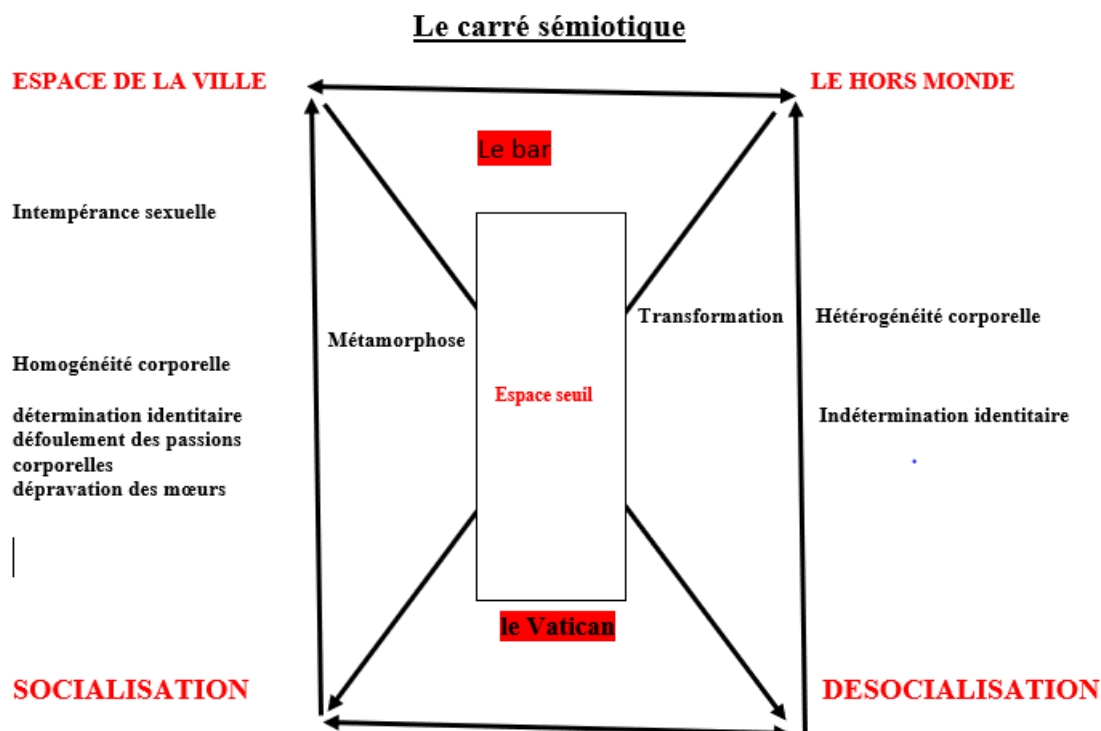 Le carré sémiotique
ESPACE DE LA VILLE
LE HORS MONDE
Le bar
Intempérance sexuelle
Transformation
Hétérogénéité corporelle
Métamorphose
Homogénéité corporelle
Espace seuil
détermination identitaire
Indétermination identitaire
défoulement des passions
corporelles
dépravation des mœurs
le Vatican
SOCIALISATION
DESOCIALISATION